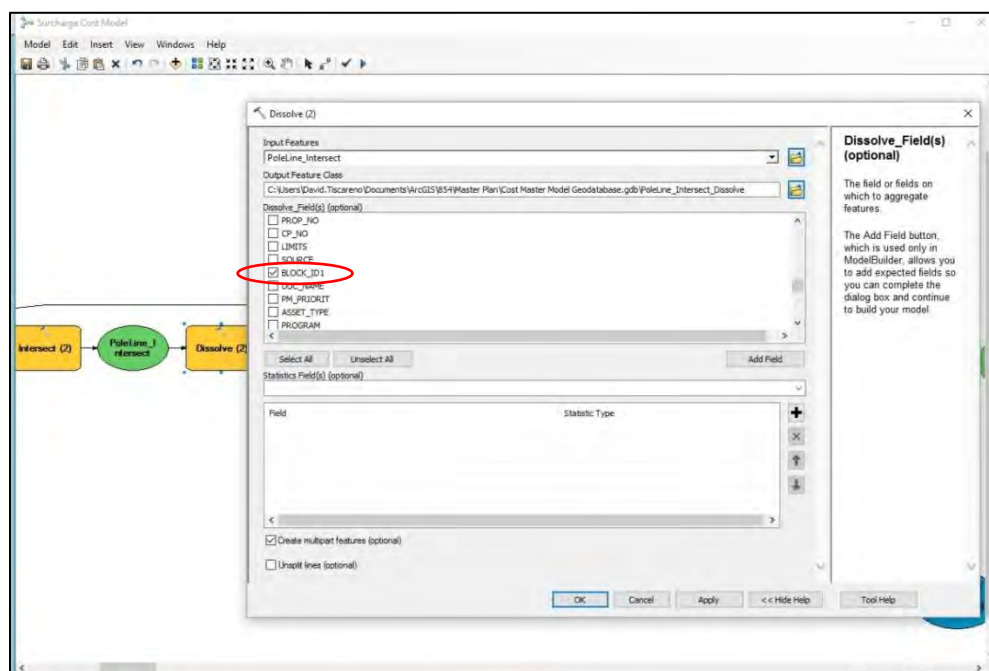 Surcharge Cost Model
Model Edit Insert View Windows Help
Dissolve (2)
Input Features
PoleLine_Intersect
Output Feature Class
C:\Users\David.Tiscareno\Documents\ArcGIS\854\Master Plan\Cost Master Model Geodatabase.gdb\PoleLine_Intersect_Dissolve
Dissolve_Field(s) (optional)
PROP_NO
CP_NO
LIMITS
SOURCE
BLOCK_ID1
DOC_NAME
PM_PRIORIT
ASSET_TYPE
PROGRAM
Select All Unselect All Add Field
Statistics Field(s) (optional)
Field Statistic Type
Create multipart features (optional)
Unsplit lines (optional)
OK Cancel Apply << Hide Help Tool Help
Dissolve_Field(s)
(optional)
The field or fields on
which to aggregate
features.
The Add Field button,
which is used only in
ModelBuilder, allows you
to add expected fields so
you can complete the
dialog box and continue
to build your model.
Intersect (2)
PoleLine_I
ntersect
Dissolve (2)